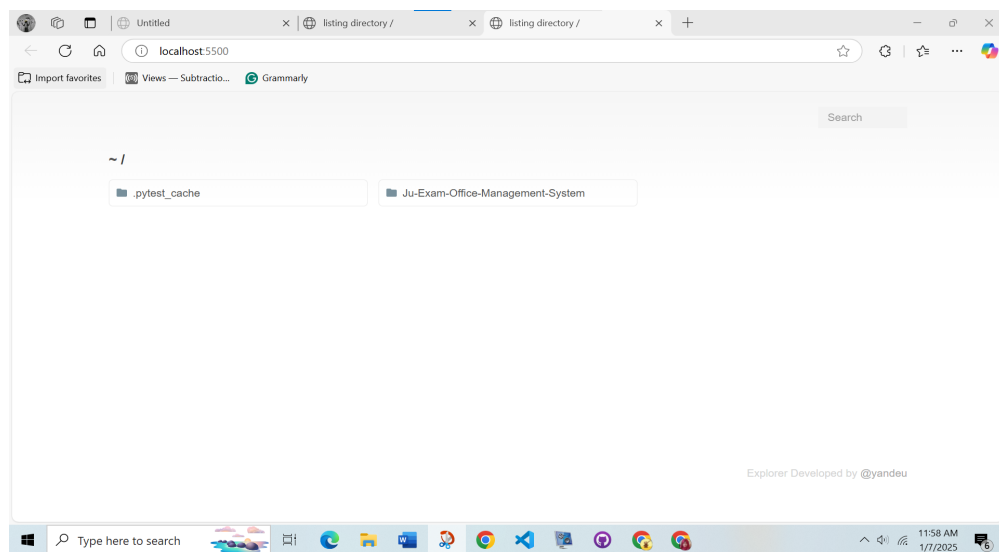 Untitled
listing directory /
listing directory /
localhost:5500
Import favorites
Views — Subtractio...
Grammarly
Search
~ /
.pytest_cache
Ju-Exam-Office-Management-System
Explorer Developed by @yandeu
Type here to search
11:58 AM
1/7/2025
6